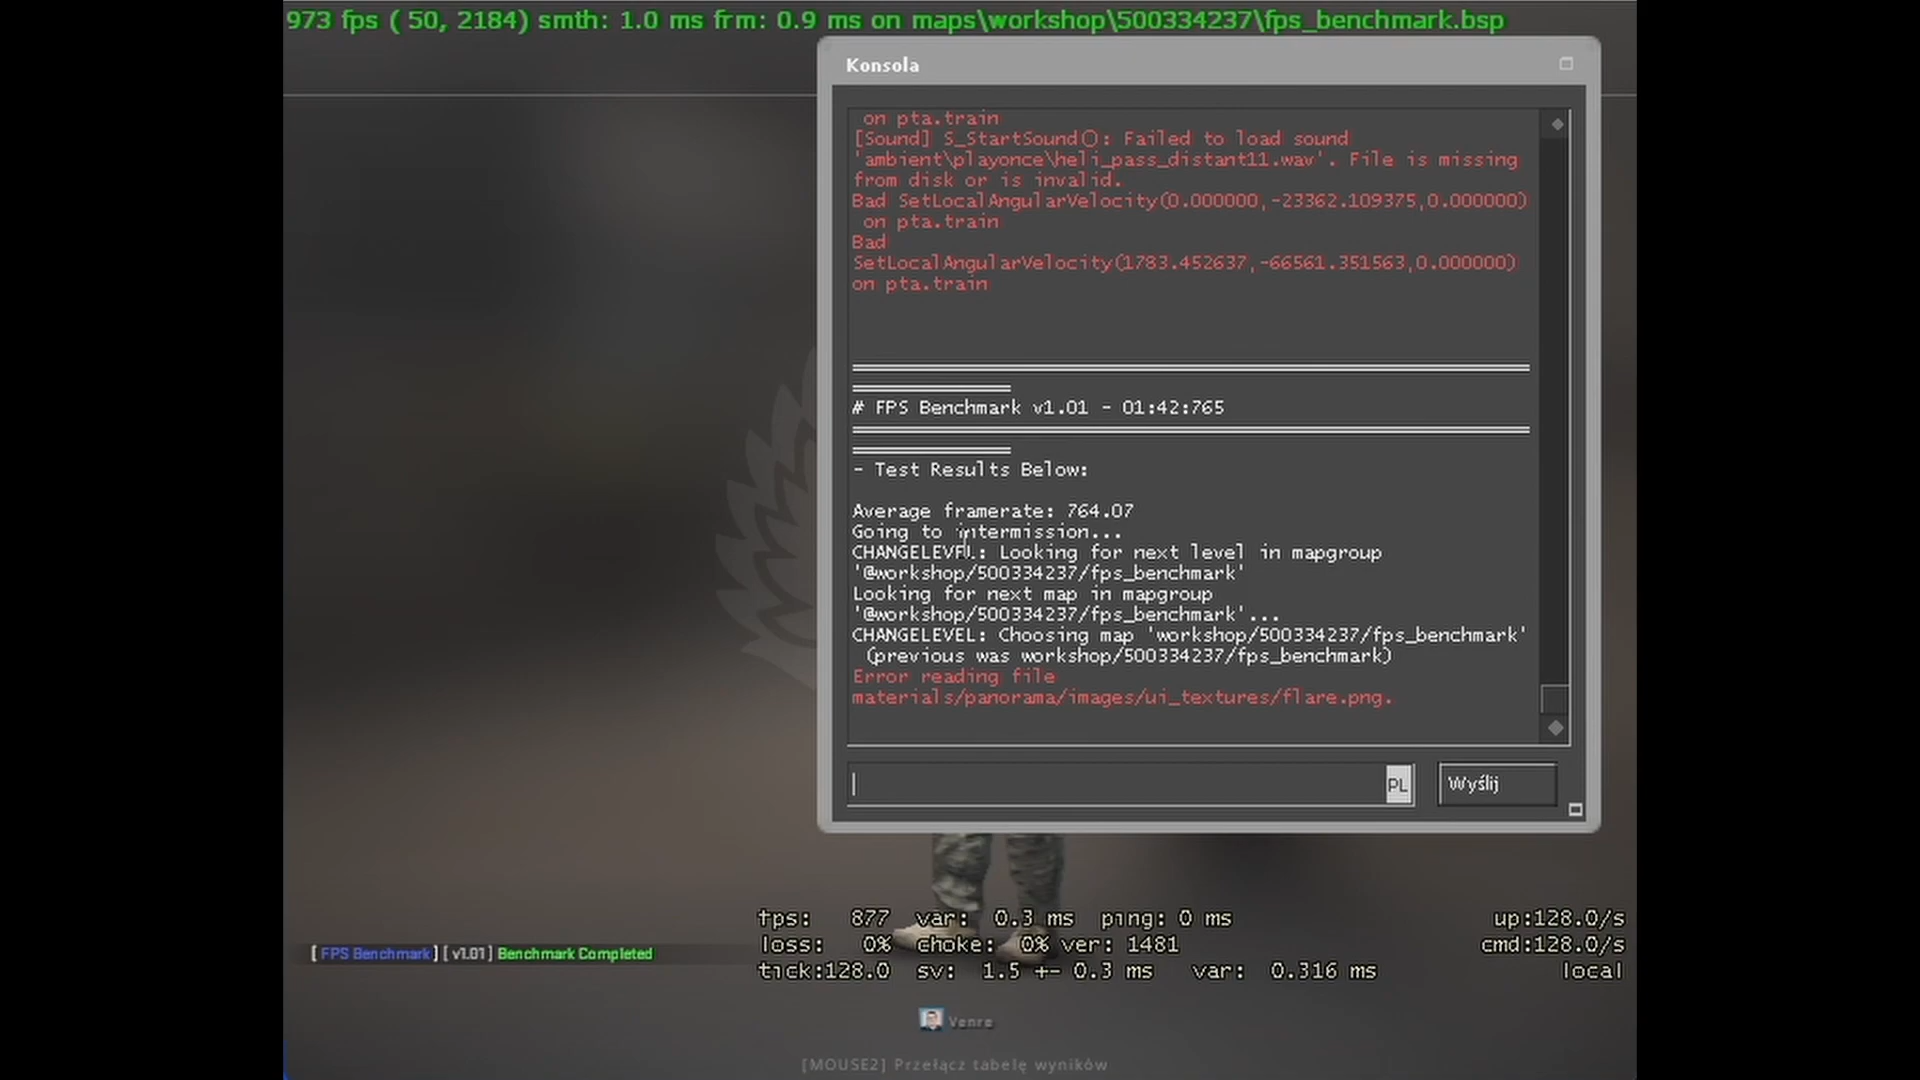 973 fps ( 50, 2184) smth: 1.0 ms frm: 0.9 ms on maps\workshop\500334237\fps_benchmark.bsp
Konsola
on pta.train
[Sound] S_StartSound(): Failed to load sound
'ambient\playonce\heli_pass_distant11.wav'. File is missing
from disk or is invalid.
Bad SetLocalAngularVelocity(0.000000,-23362.109375,0.000000)
on pta.train
Bad
SetLocalAngularVelocity(1783.452637,-66561.351563,0.000000)
on pta.train
# FPS Benchmark v1.01 - 01:42:765
- Test Results Below:
Average framerate: 764.07
Going to intermission...
CHANGELEVEL: Looking for next level in mapgroup
'@workshop/500334237/fps_benchmark'
Looking for next map in mapgroup
'@workshop/500334237/fps_benchmark'...
CHANGELEVEL: Choosing map 'workshop/500334237/fps_benchmark'
(previous was workshop/500334237/fps_benchmark)
Error reading file
materials/panorama/images/ui_textures/flare.png.
PL
Wyślij
fps: 877 var: 0.3 ms ping: 0 ms
up:128.0/s
loss: 0% choke: 0% ver: 1481
cmd:128.0/s
tick:128.0 sv: 1.5 +- 0.3 ms var: 0.316 ms
local
[ FPS Benchmark ] [ v1.01 ] Benchmark Completed
Venre
[MOUSE2] Przełącz tabelę wyników